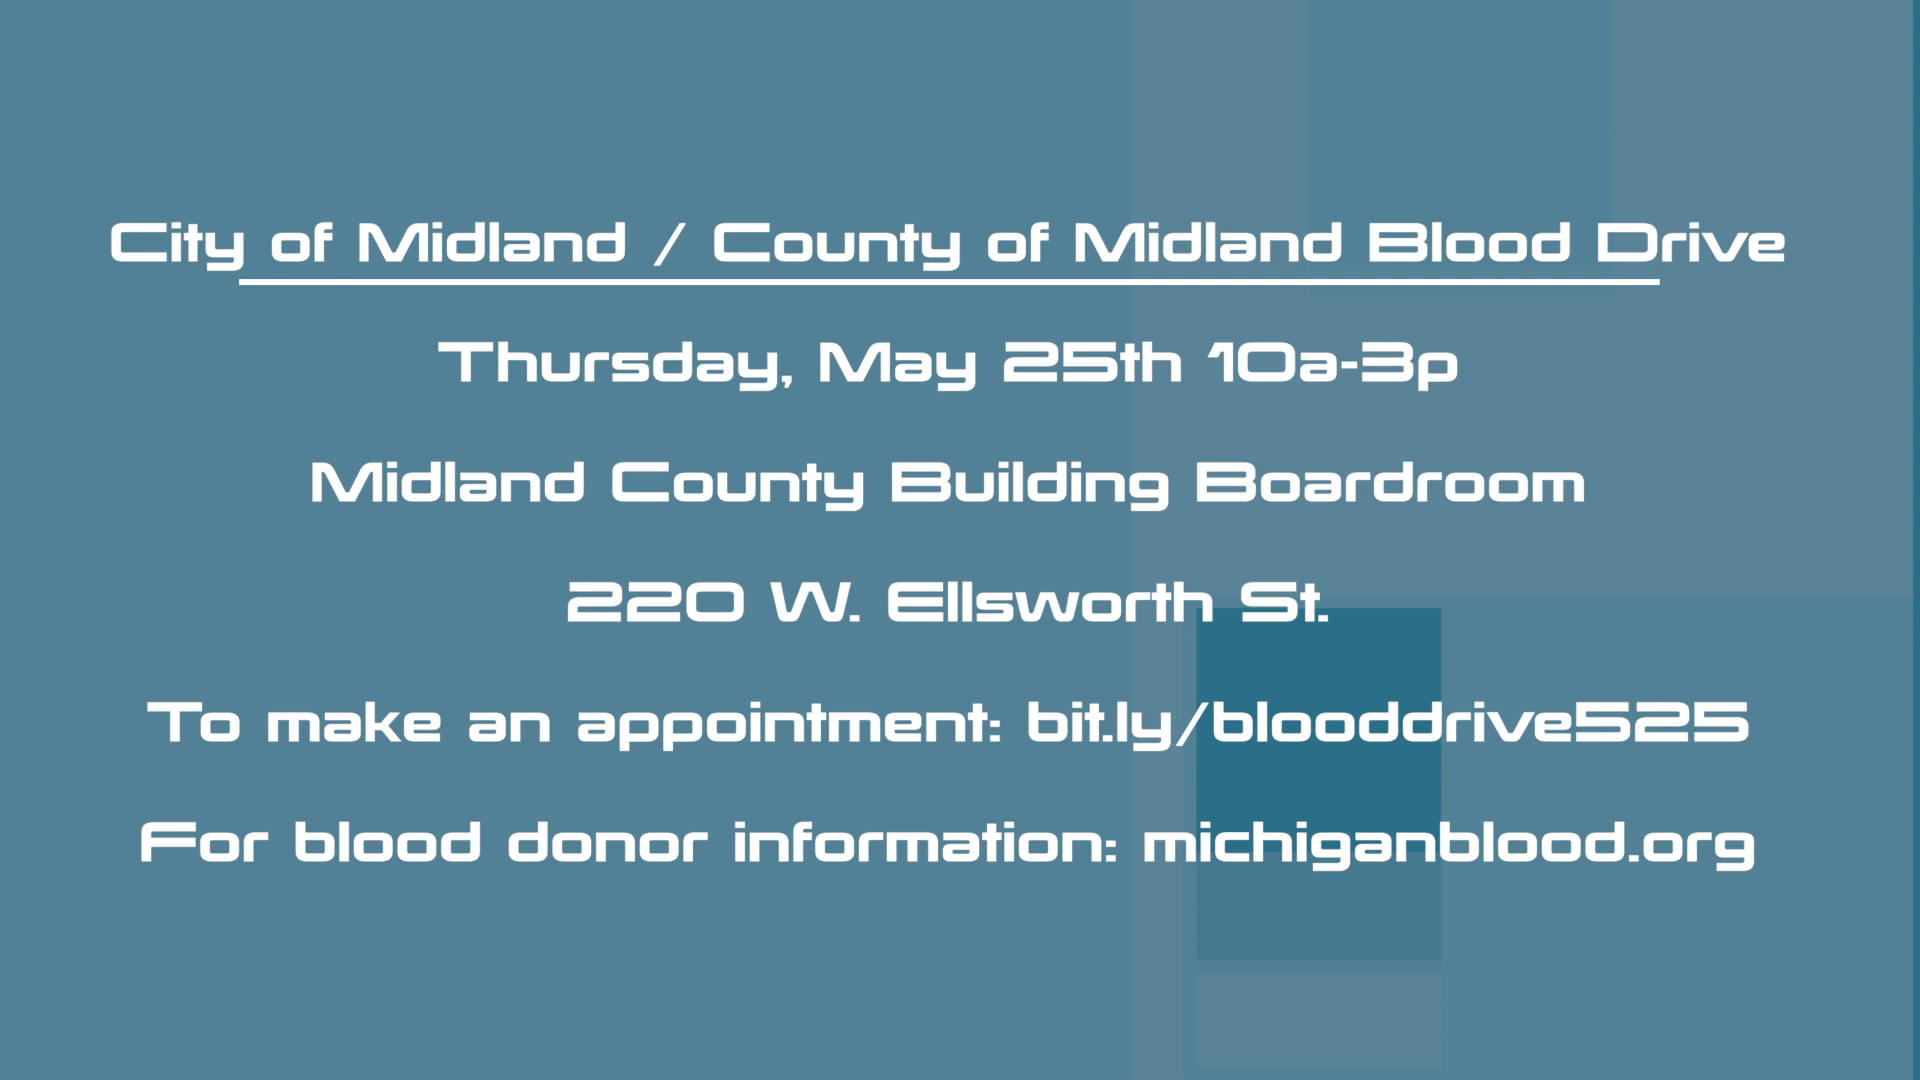 City of Midland / County of Midland Blood Drive
Thursday, May 25th 10a-3p
Midland County Building Boardroom
220 W. Ellsworth St.
To make an appointment: bit.ly/blooddrive525
For blood donor information: michiganblood.org